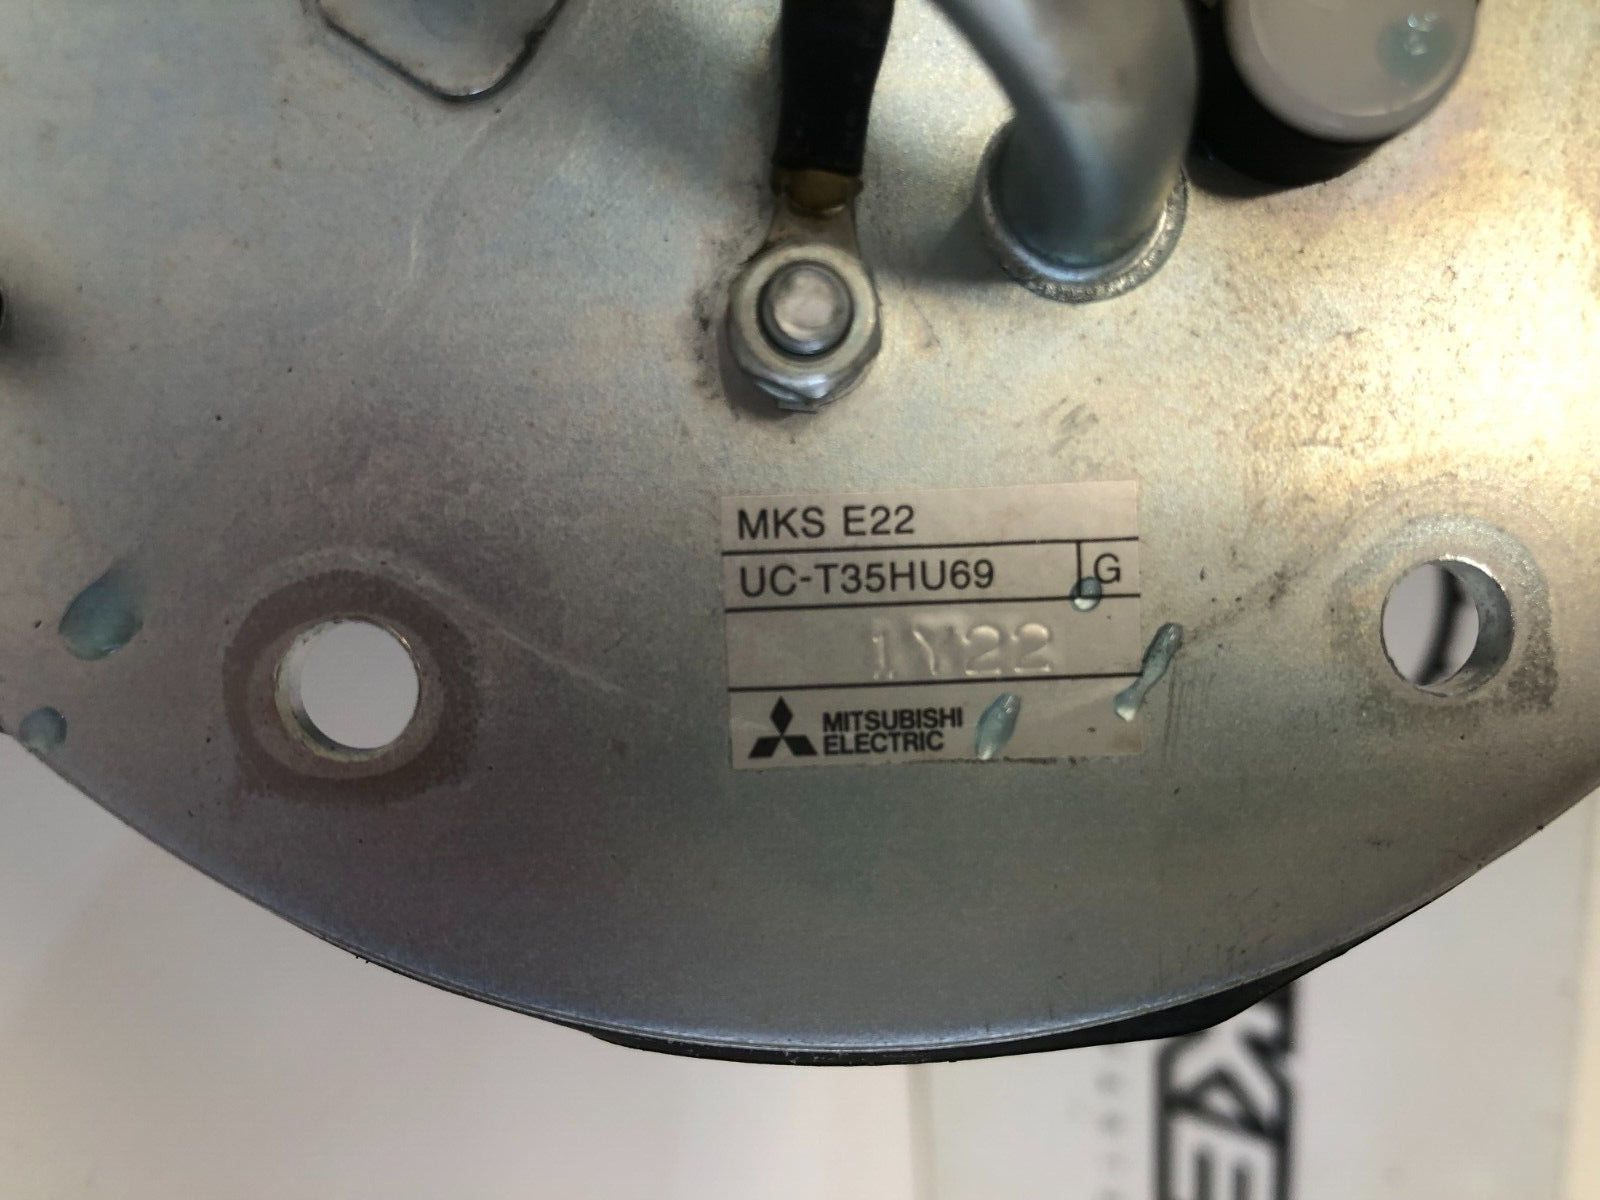 MKS E22
UC-T35HU69 G
1Y22
MITSUBISHI
ELECTRIC